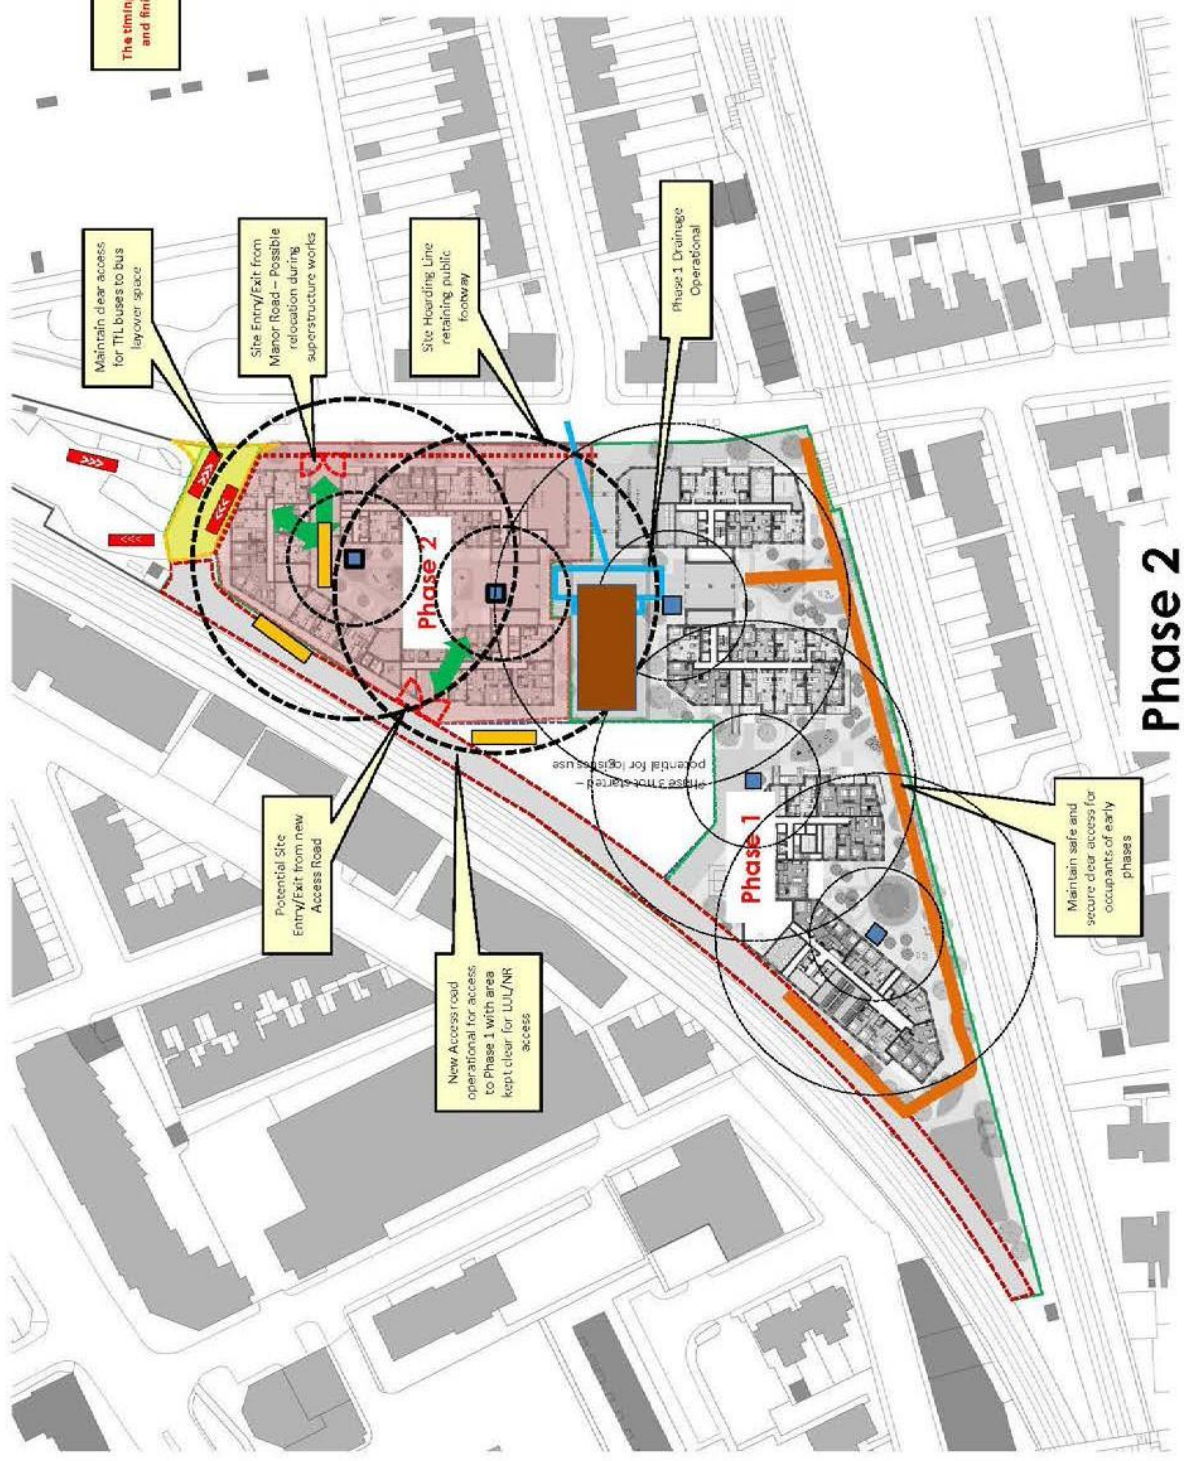 Maintain clear access
for TfL buses to bus
layover space
The timin
and fini
Site Entry/Exit from
Manor Road – Possible
relocation during
superstructure works
Potential Site
Entry/Exit from new
Access Road
Site Hoarding Line
retaining public
footway
Phase 2
New Access road
operational for access
to Phase 1 with area
kept clear for LUL/NR
access
Phase 3 not started –
potential for logistics use
Phase 1 Drainage
Operational
Phase 1
Maintain safe and
secure clear access for
occupants of early
phases
Phase 2